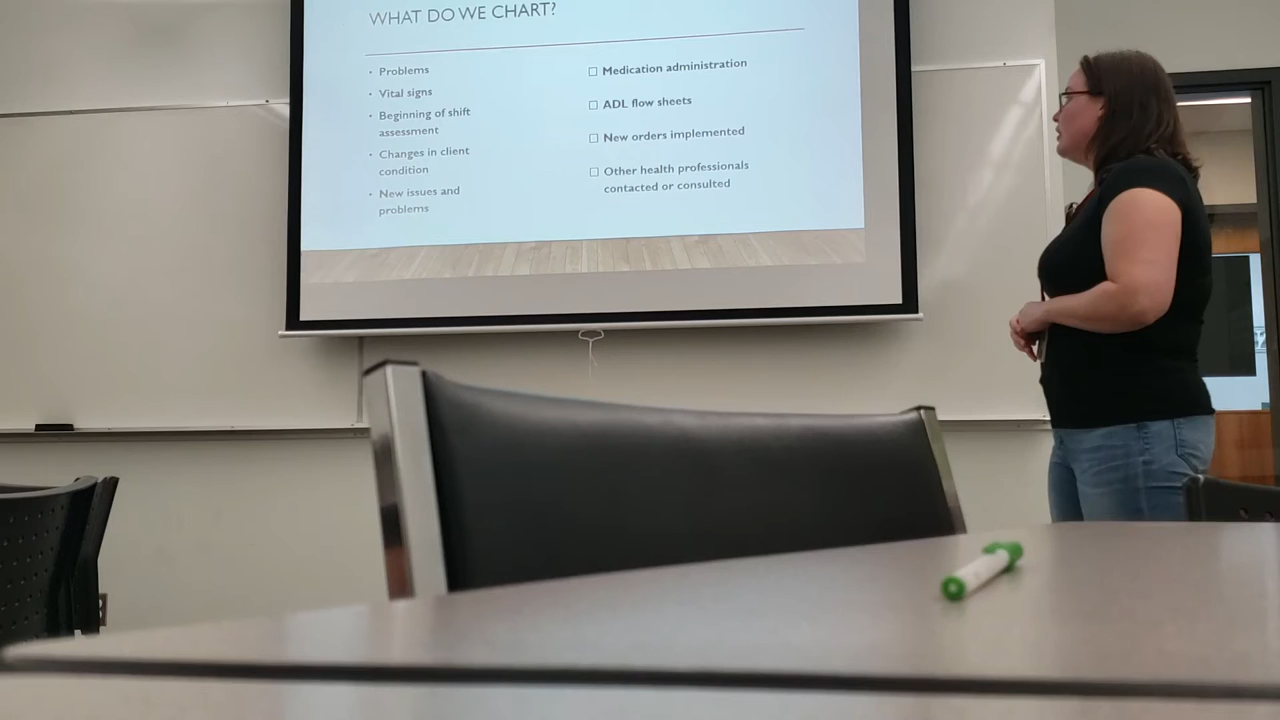 WHAT DO WE CHART?
• Problems
• Vital signs
• Beginning of shift
assessment
• Changes in client
condition
• New issues and
problems
☐ Medication administration
☐ ADL flow sheets
☐ New orders implemented
☐ Other health professionals
contacted or consulted